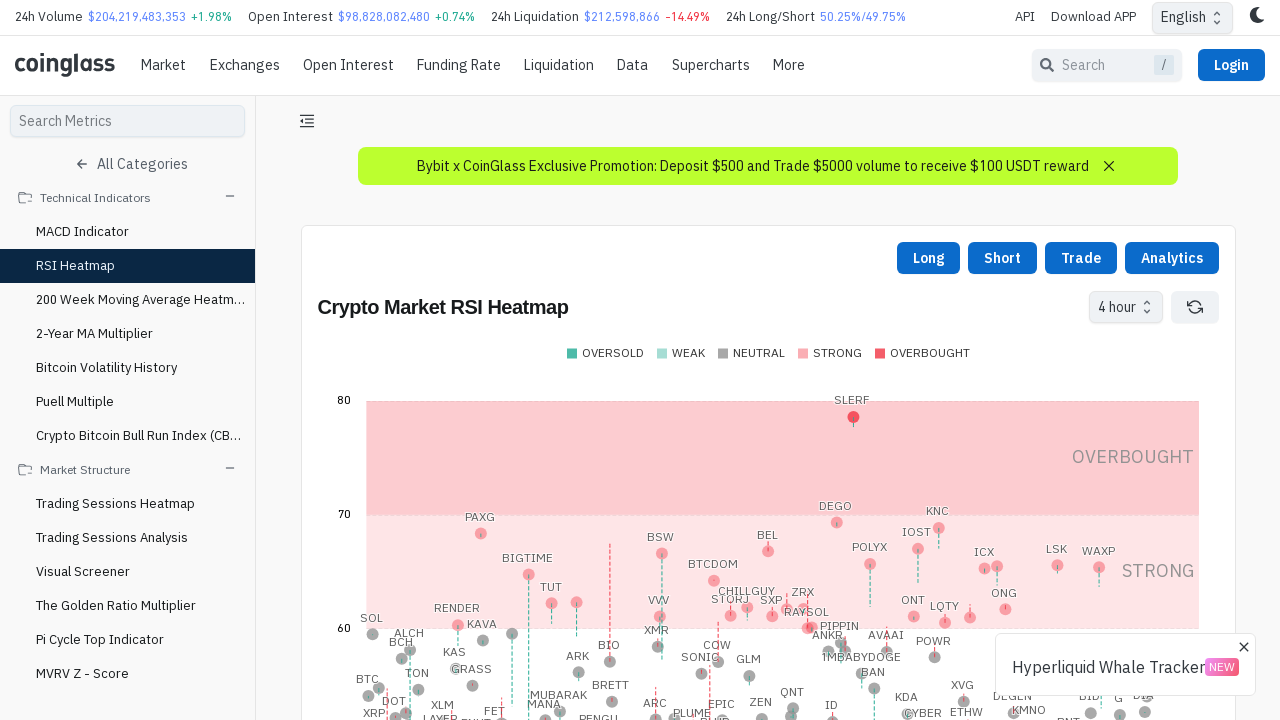 24h Volume $204,219,483,353 +1.98% Open Interest $98,828,082,480 +0.74% 24h Liquidation $212,598,866 -14.49% 24h Long/Short 50.25%/49.75% API Download APP English
coinglass Market Exchanges Open Interest Funding Rate Liquidation Data Supercharts More Search / Login
Search Metrics
All Categories
Technical Indicators
MACD Indicator
RSI Heatmap
200 Week Moving Average Heatm...
2-Year MA Multiplier
Bitcoin Volatility History
Puell Multiple
Crypto Bitcoin Bull Run Index (CB...
Market Structure
Trading Sessions Heatmap
Trading Sessions Analysis
Visual Screener
The Golden Ratio Multiplier
Pi Cycle Top Indicator
MVRV Z - Score
Bybit x CoinGlass Exclusive Promotion: Deposit $500 and Trade $5000 volume to receive $100 USDT reward
Long Short Trade Analytics
Crypto Market RSI Heatmap 4 hour
OVERSOLD WEAK NEUTRAL STRONG OVERBOUGHT
80 SLERF
OVERBOUGHT
70 PAXG DEGO KNC
BSW BEL IOST
BIGTIME BTCDOM POLYX ICX LSK WAXP
STRONG
TUT CHILLGUY ZRX
RENDER VVV STORJ SXP RAYSOL ONT LQTY ONG
60 SOL KAVA PIPPIN
ALCH XMR ANKR AVAAI
BCH KAS BIO COW POWR
GRASS ARK SONIC GLM 1MBABYDOGE
BTC TON BRETT BAN
DOT MUBARAK QNT XVG
XRP XLM FET MANA ARC EPIC ZEN ID KDA DEGEN
PENGU PLUME CYBER ETHW KMNO
Hyperliquid Whale Tracker NEW